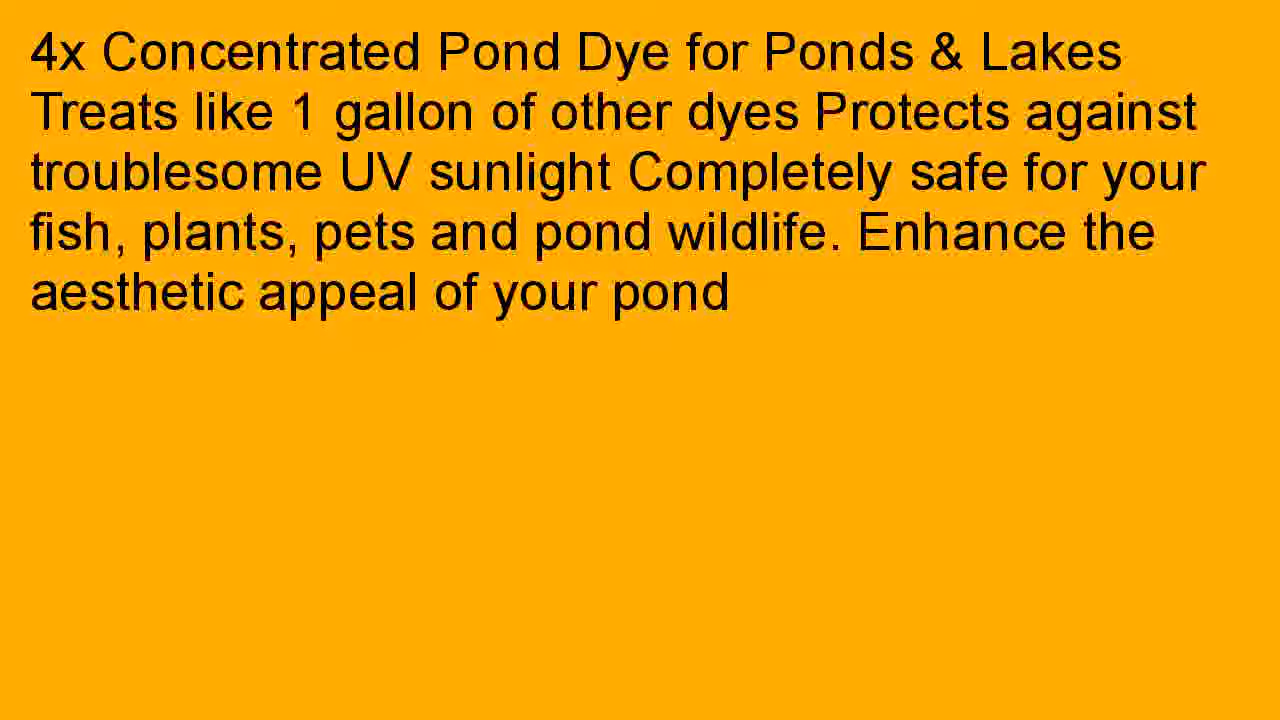 4x Concentrated Pond Dye for Ponds & Lakes
Treats like 1 gallon of other dyes Protects against
troublesome UV sunlight Completely safe for your
fish, plants, pets and pond wildlife. Enhance the
aesthetic appeal of your pond